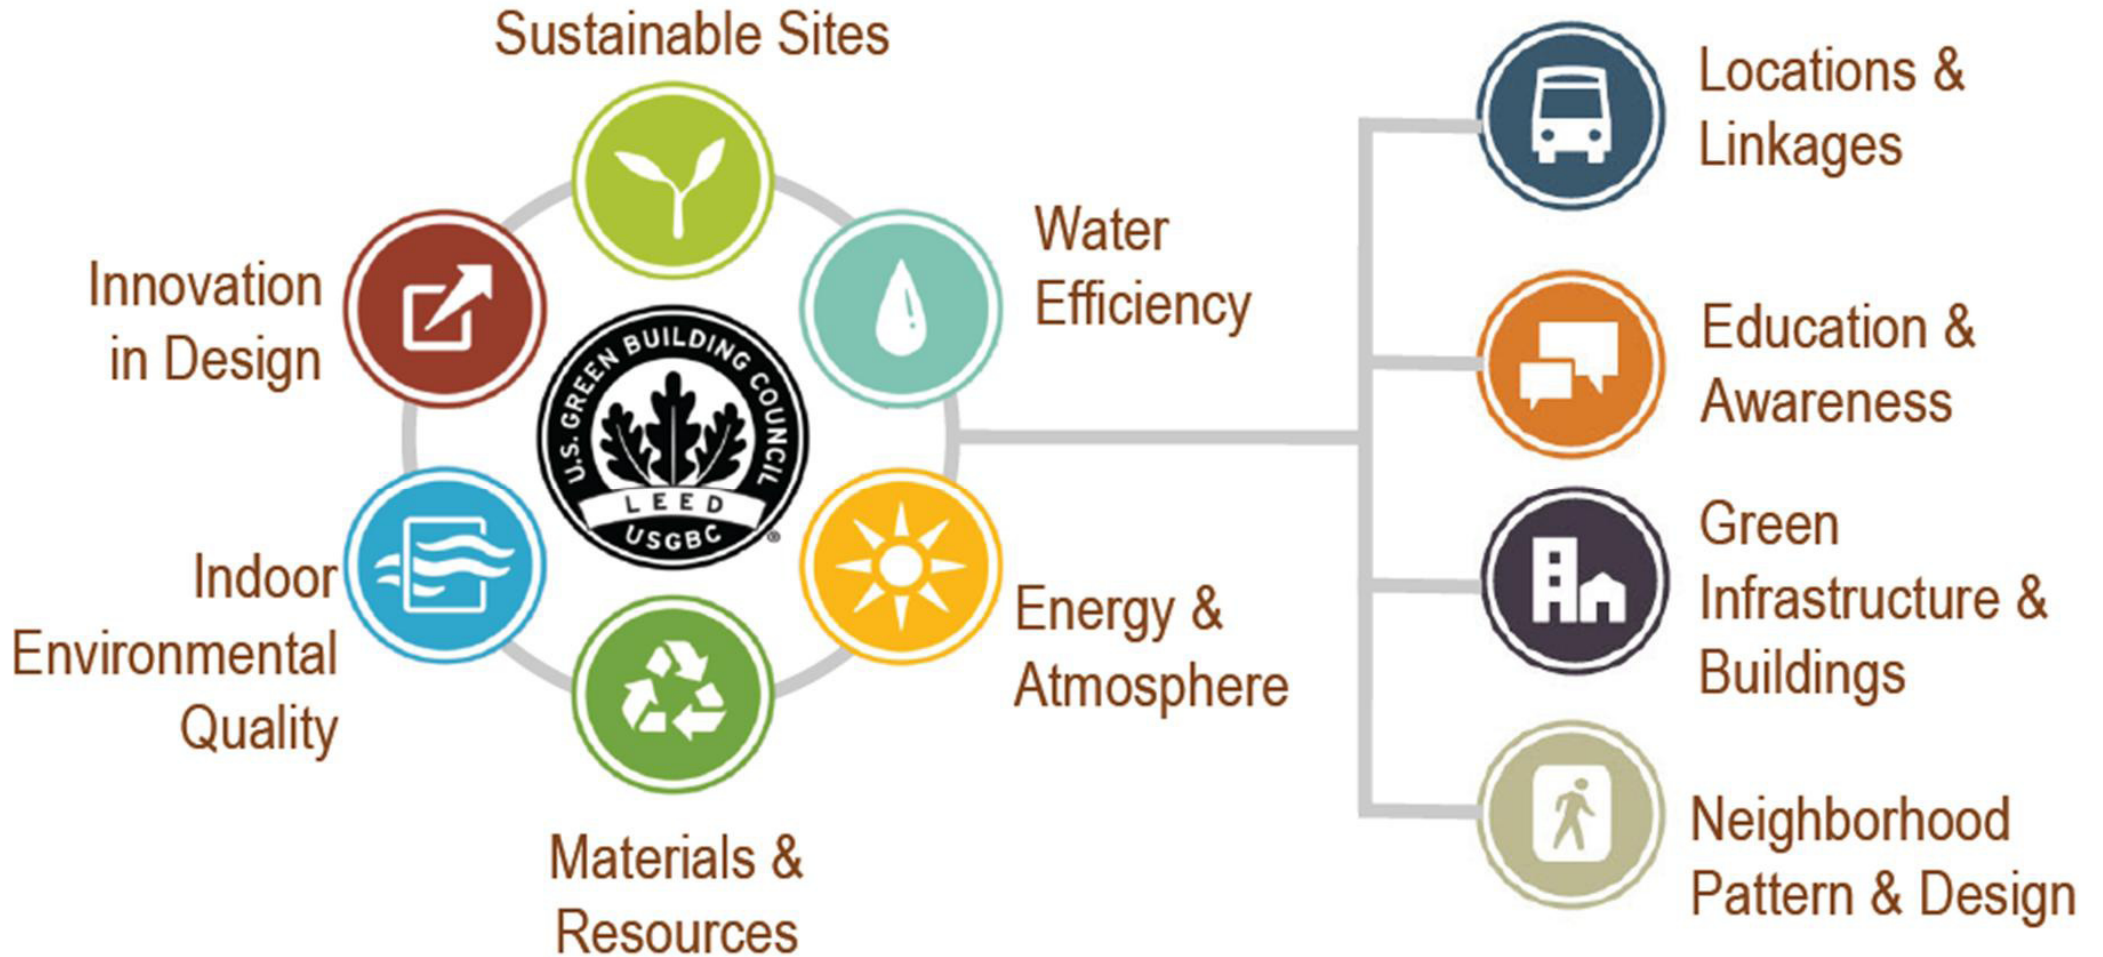 Sustainable Sites
Water
Efficiency
Innovation
in Design
U.S. GREEN BUILDING COUNCIL
LEED
USGBC
®
Indoor
Environmental
Quality
Energy &
Atmosphere
Materials &
Resources
Locations &
Linkages
Education &
Awareness
Green
Infrastructure &
Buildings
Neighborhood
Pattern & Design